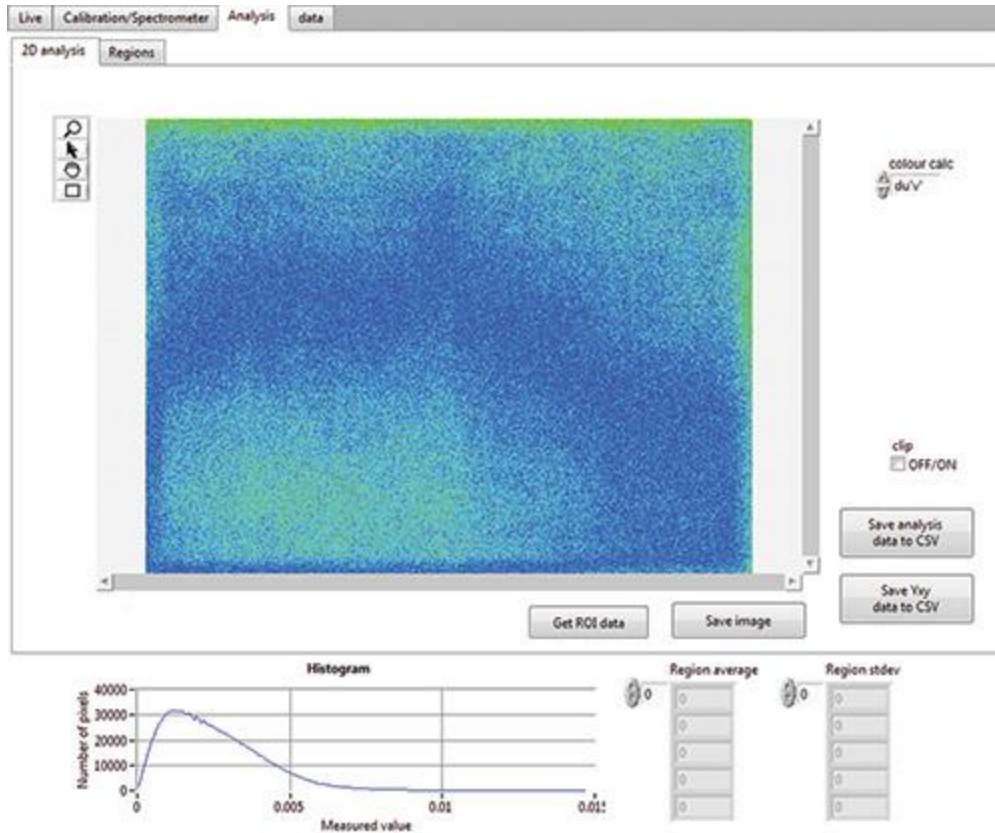 Live Calibration/Spectrometer Analysis data
2D analysis Regions
colour calc
du'v'
clip
OFF/ON
Save analysis
data to CSV
Save Yxy
data to CSV
Get ROI data Save image
Histogram
Number of pixels
40000
30000
20000
10000
0
0 0.005 0.01 0.015
Measured value
Region average Region stdev
0 0
0 0
0 0
0 0
0 0
0 0